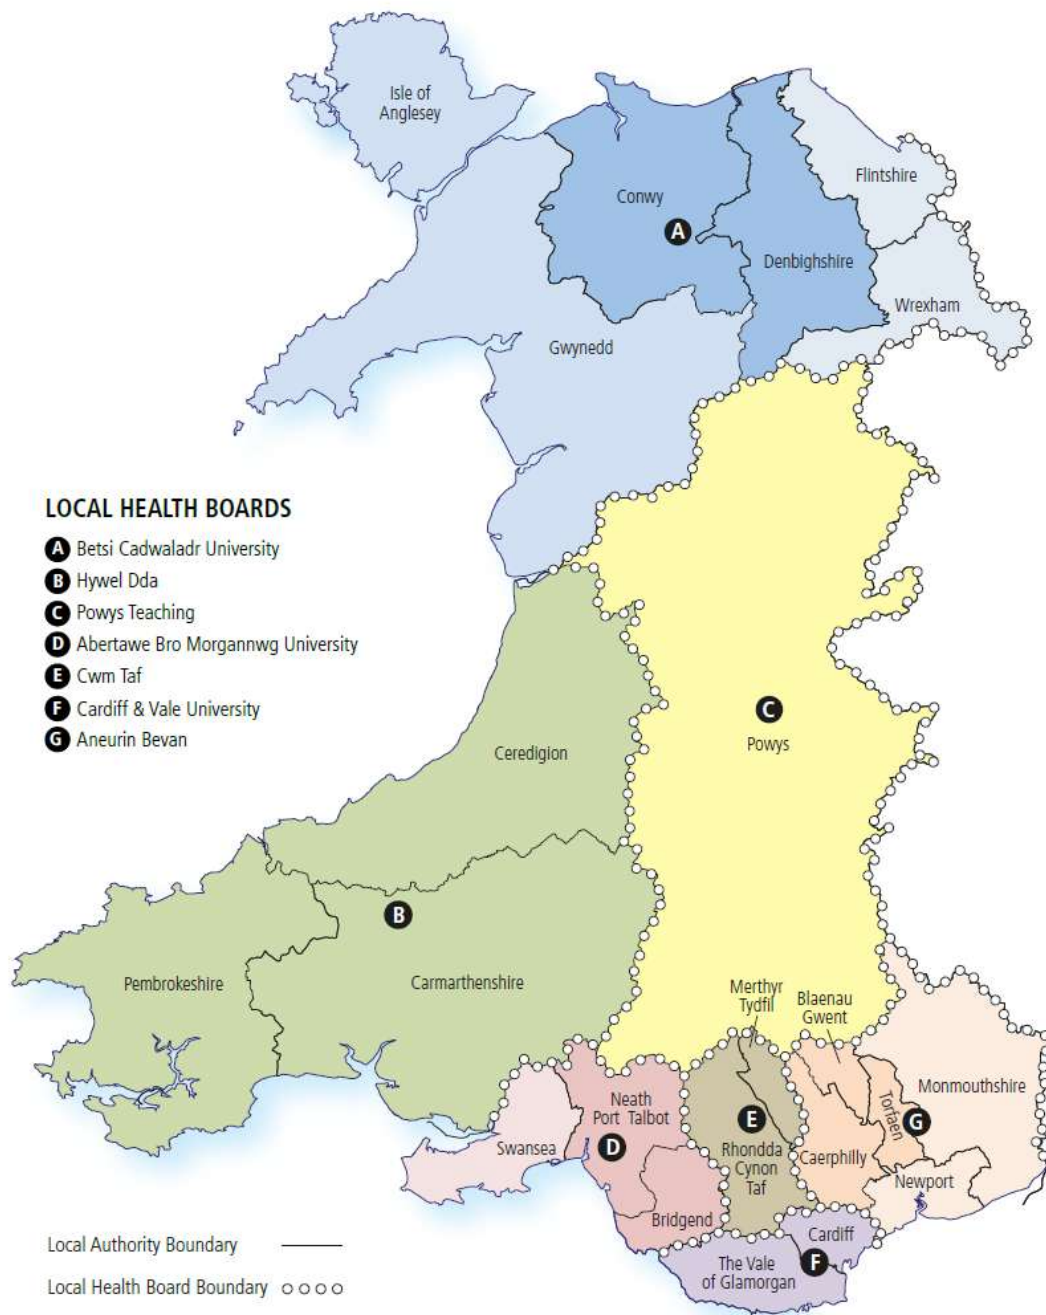 Isle of
Anglesey
Conwy
A
Flintshire
Denbighshire
Wrexham
Gwynedd
LOCAL HEALTH BOARDS
A Betsi Cadwaladr University
B Hywel Dda
C Powys Teaching
D Abertawe Bro Morgannwg University
E Cwm Taf
F Cardiff & Vale University
G Aneurin Bevan
C
Powys
Ceredigion
B
Pembrokeshire
Carmarthenshire
Merthyr
Tydfil
Blaenau
Gwent
Monmouthshire
Neath
Port Talbot
D
Swansea
E
Rhondda
Cynon
Taf
Torfaen
G
Caerphilly
Newport
Bridgend
Cardiff
The Vale
of Glamorgan
F
Local Authority Boundary
Local Health Board Boundary